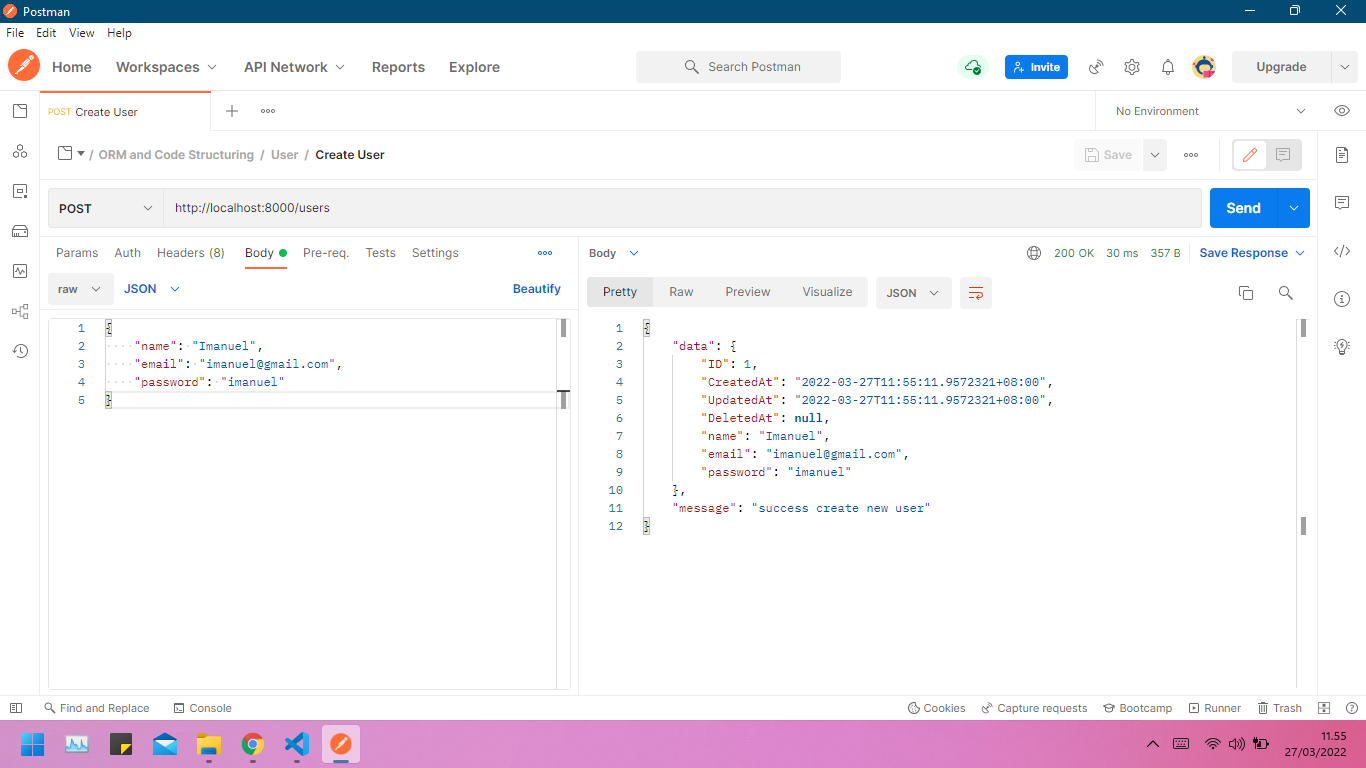 Postman
File Edit View Help
Home Workspaces API Network Reports Explore Search Postman Invite Upgrade
POST Create User No Environment
/ ORM and Code Structuring / User / Create User Save
POST http://localhost:8000/users Send
Params Auth Headers (8) Body Pre-req. Tests Settings
raw JSON Beautify
1 {
2 "name": "Imanuel",
3 "email": "imanuel@gmail.com",
4 "password": "imanuel"
5 }
Body 200 OK 30 ms 357 B Save Response
Pretty Raw Preview Visualize JSON
1 {
2 "data": {
3 "ID": 1,
4 "CreatedAt": "2022-03-27T11:55:11.9572321+08:00",
5 "UpdatedAt": "2022-03-27T11:55:11.9572321+08:00",
6 "DeletedAt": null,
7 "name": "Imanuel",
8 "email": "imanuel@gmail.com",
9 "password": "imanuel"
10 },
11 "message": "success create new user"
12 }
Find and Replace Console Cookies Capture requests Bootcamp Runner Trash
11.55
27/03/2022